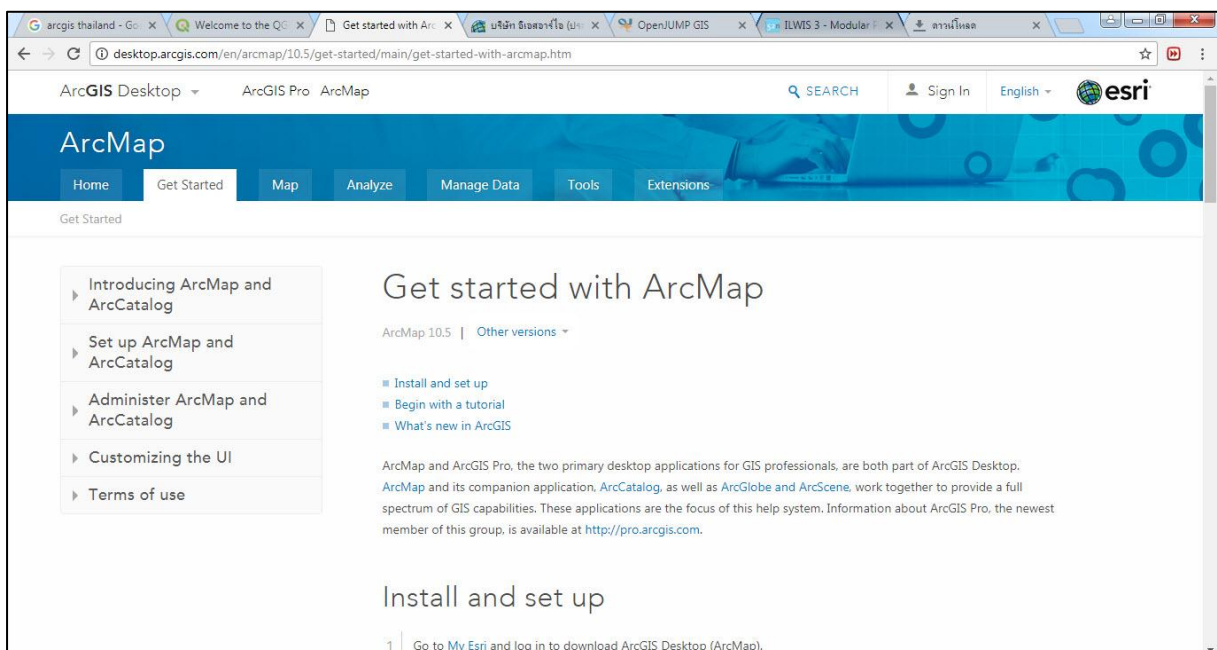 arcgis thailand - Go
Welcome to the QG
Get started with Arc
บริษัท อีเอสอาร์ไอ (ปร
OpenJUMP GIS
ILWIS 3 - Modular F
ดาวน์โหลด
desktop.arcgis.com/en/arcmap/10.5/get-started/main/get-started-with-arcmap.htm
ArcGIS Desktop ArcGIS Pro ArcMap SEARCH Sign In English esri
ArcMap
Home Get Started Map Analyze Manage Data Tools Extensions
Get Started
Introducing ArcMap and
ArcCatalog
Set up ArcMap and
ArcCatalog
Administer ArcMap and
ArcCatalog
Customizing the UI
Terms of use
Get started with ArcMap
ArcMap 10.5 | Other versions
Install and set up
Begin with a tutorial
What's new in ArcGIS
ArcMap and ArcGIS Pro, the two primary desktop applications for GIS professionals, are both part of ArcGIS Desktop.
ArcMap and its companion application, ArcCatalog, as well as ArcGlobe and ArcScene, work together to provide a full
spectrum of GIS capabilities. These applications are the focus of this help system. Information about ArcGIS Pro, the newest
member of this group, is available at http://pro.arcgis.com.
Install and set up
1 Go to My Esri and log in to download ArcGIS Desktop (ArcMap).